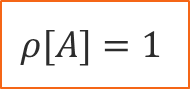 ρ[A] = 1